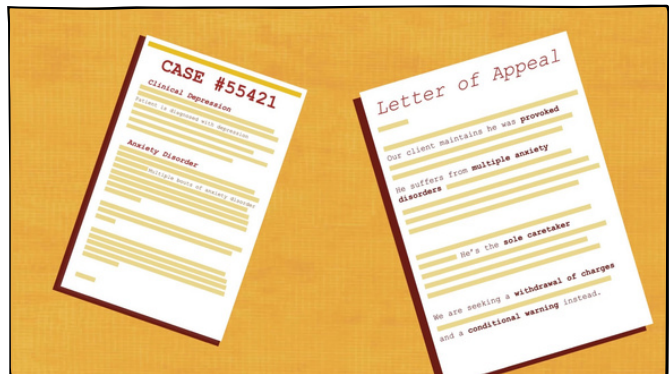 CASE #55421
Clinical Depression
Patient is diagnosed with depression
Anxiety Disorder
Multiple bouts of anxiety disorder
Letter of Appeal
Our client maintains he was provoked
He suffers from multiple anxiety
disorders
He's the sole caretaker
We are seeking a withdrawal of charges
and a conditional warning instead.